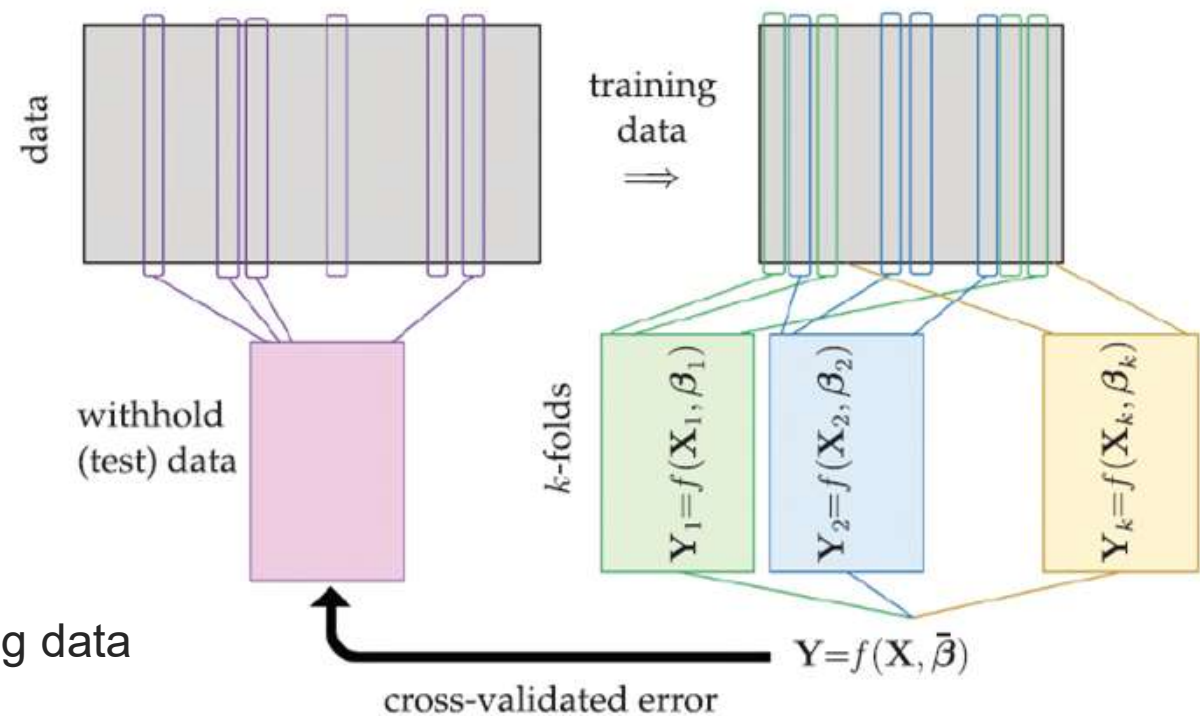 data
training
data
⟹
withhold
(test) data
k-folds
Y₁=f(X₁, β₁)
Y₂=f(X₂, β₂)
Yₖ=f(Xₖ, βₖ)
g data
Y=f(X, β̄)
cross-validated error